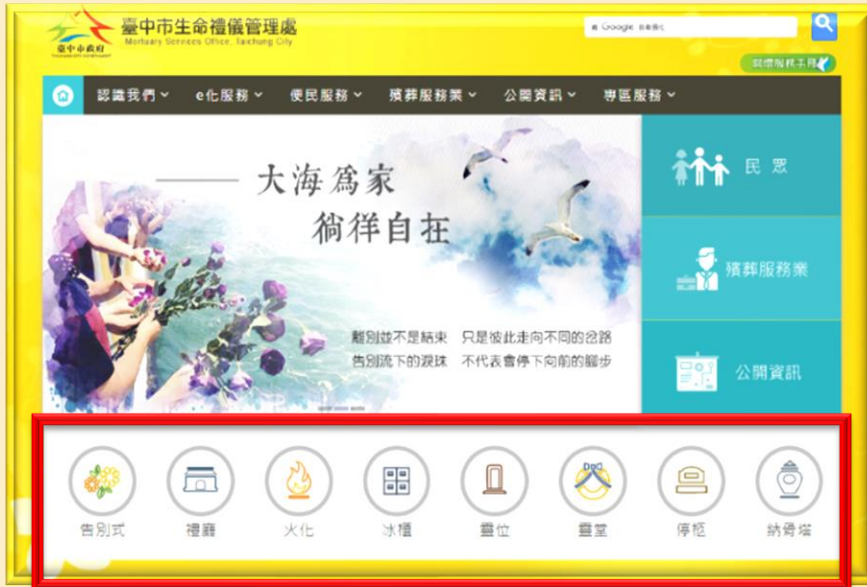 臺中市生命禮儀管理處
Mortuary Services Office, Taichung City
臺中市政府
Google
認識我們 e化服務 便民服務 殯葬服務業 公開資訊 專區服務
大海為家
徜徉自在
離別並不是結束 只是彼此走向不同的岔路
告別流下的淚珠 不代表會停下向前的腳步
民眾
殯葬服務業
公開資訊
告別式 禮廳 火化 冰櫃 靈位 靈堂 停柩 納骨塔